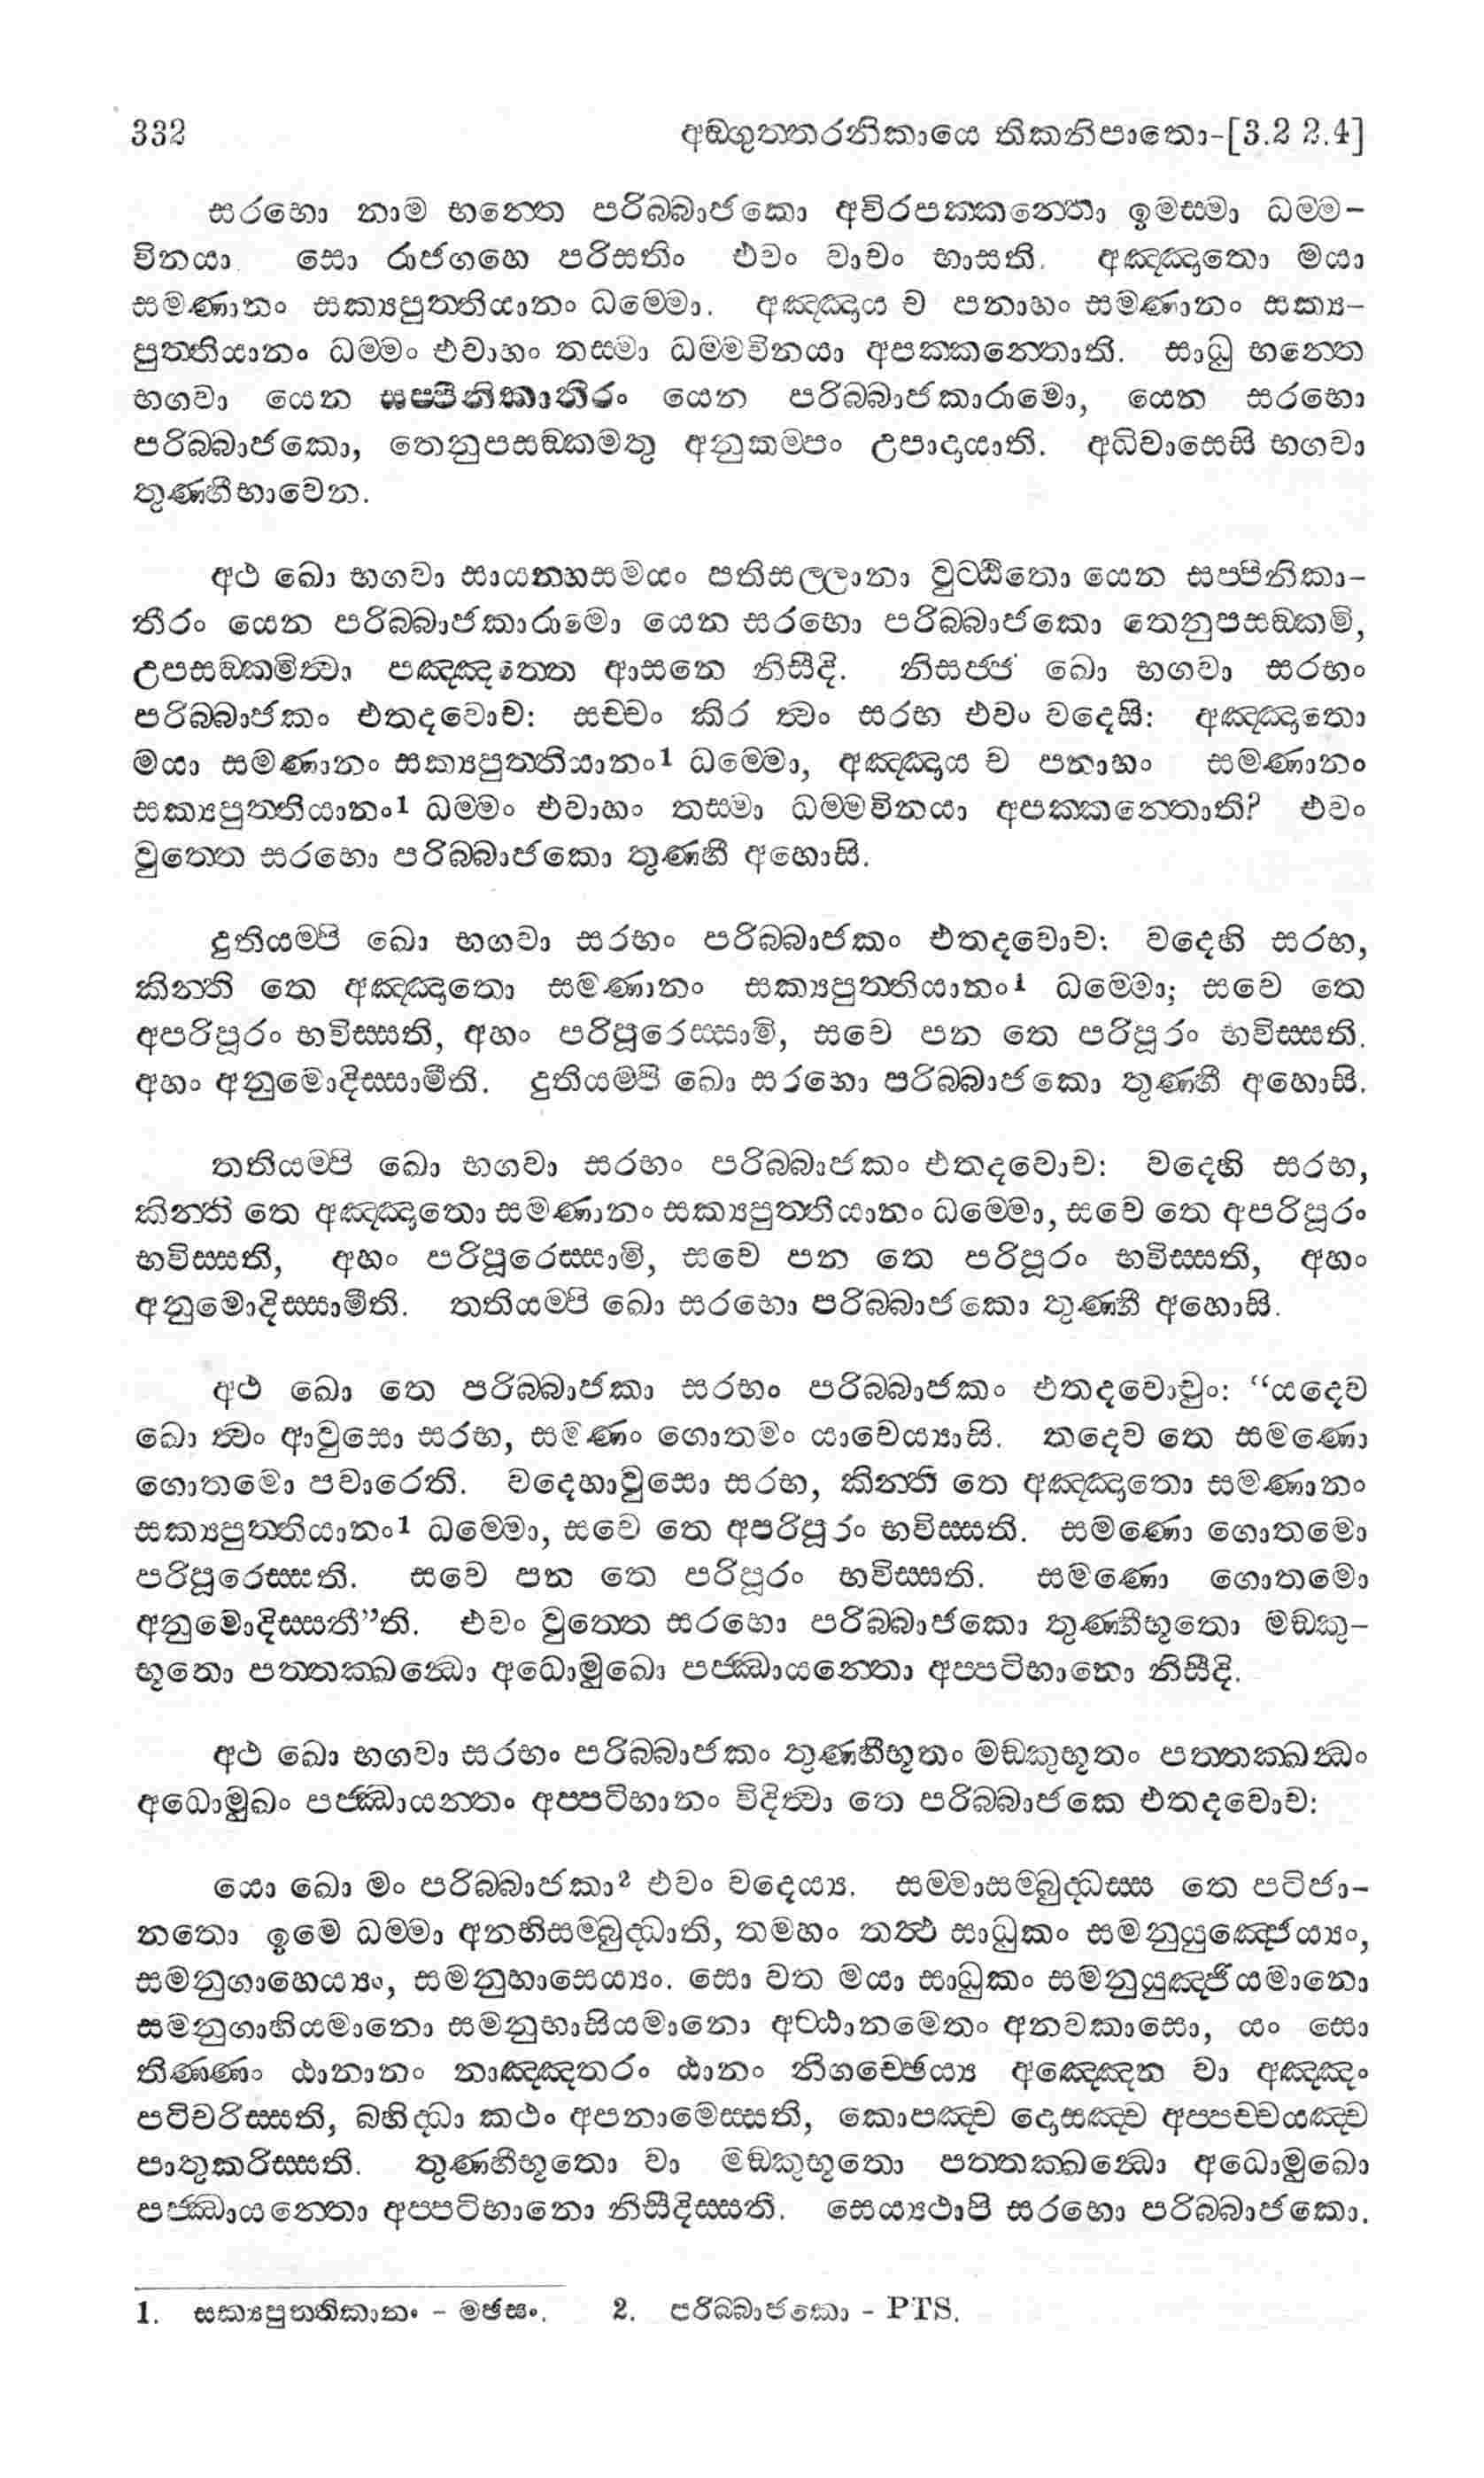 332 අඞ්ගුත්තරනිකායෙ තිකනිපාතො-[3.2 2.4]
සරභො නාම භන්තෙ පරිබ්බාජකො අචිරපක්කන්තො ඉමස්මා ධම්ම-
විනයා. සො රාජගහෙ පරිසතිං එවං වාචං භාසති. අඤ්ඤාතො මයා
සමණානං සක්‍යපුත්තියානං ධම්මො. අඤ්ඤාය ච පනාහං සමණානං සක්‍ය-
පුත්තියානං ධම්මං එවාහං තස්මා ධම්මවිනයා අපක්කන්තොති. සාධු භන්තෙ
භගවා යෙන සප්පිනිකාතීරං යෙන පරිබ්බාජකාරාමො, යෙන සරභො
පරිබ්බාජකො, තෙනුපසඞ්කමතු අනුකම්පං උපාදායාති. අධිවාසෙසි භගවා
තුණ්හීභාවෙන.
අථ ඛො භගවා සායන්හසමයං පතිසල්ලානා වුට්ඨිතො යෙන සප්පිනිකා-
තීරං යෙන පරිබ්බාජකාරාමො යෙන සරභො පරිබ්බාජකො තෙනුපසඞ්කමි,
උපසඞ්කමිත්‍වා පඤ්ඤත්තෙ ආසනෙ නිසීදි. නිසජ්ජ ඛො භගවා සරභං
පරිබ්බාජකං එතදවොච: සච්චං කිර ත්‍වං සරභ එවං වදෙසි: අඤ්ඤාතො
මයා සමණානං සක්‍යපුත්තියානං1 ධම්මො, අඤ්ඤාය ච පනාහං සමණානං
සක්‍යපුත්තියානං1 ධම්මං එවාහං තස්මා ධම්මවිනයා අපක්කන්තොති? එවං
වුත්තෙ සරභො පරිබ්බාජකො තුණ්හී අහොසි.
දුතියම්පි ඛො භගවා සරභං පරිබ්බාජකං එතදවොච: වදෙහි සරභ,
කින්ති තෙ අඤ්ඤාතො සමණානං සක්‍යපුත්තියානං1 ධම්මො; සචෙ තෙ
අපරිපූරං භවිස්සති, අහං පරිපූරෙස්සාමි, සචෙ පන තෙ පරිපූරං භවිස්සති.
අහං අනුමොදිස්සාමීති. දුතියම්පි ඛො සරභො පරිබ්බාජකො තුණ්හී අහොසි.
තතියම්පි ඛො භගවා සරභං පරිබ්බාජකං එතදවොච: වදෙහි සරභ,
කින්ති තෙ අඤ්ඤාතො සමණානං සක්‍යපුත්තියානං ධම්මො, සචෙ තෙ අපරිපූරං
භවිස්සති, අහං පරිපූරෙස්සාමි, සචෙ පන තෙ පරිපූරං භවිස්සති, අහං
අනුමොදිස්සාමීති. තතියම්පි ඛො සරභො පරිබ්බාජකො තුණ්හී අහොසි.
අථ ඛො තෙ පරිබ්බාජකා සරභං පරිබ්බාජකං එතදවොචුං: “යදෙව
ඛො ත්‍වං ආවුසො සරභ, සමණං ගොතමං යාචෙය්‍යාසි. තදෙව තෙ සමණො
ගොතමො පවාරෙති. වදෙහාවුසො සරභ, කින්ති තෙ අඤ්ඤාතො සමණානං
සක්‍යපුත්තියානං1 ධම්මො, සචෙ තෙ අපරිපූරං භවිස්සති. සමණො ගොතමො
පරිපූරෙස්සති. සචෙ පන තෙ පරිපූරං භවිස්සති. සමණො ගොතමො
අනුමොදිස්සතී”ති. එවං වුත්තෙ සරභො පරිබ්බාජකො තුණ්හීභූතො මඞ්කු-
භූතො පත්තක්ඛන්ධො අධොමුඛො පජ්ඣායන්තො අප්පටිභානො නිසීදි.
අථ ඛො භගවා සරභං පරිබ්බාජකං තුණ්හීභූතං මඞ්කුභූතං පත්තක්ඛන්ධං
අධොමුඛං පජ්ඣායන්තං අප්පටිභානං විදිත්‍වා තෙ පරිබ්බාජකෙ එතදවොච:
යො ඛො මං පරිබ්බාජකා2 එවං වදෙය්‍ය. සම්මාසම්බුද්ධස්ස තෙ පටිජා-
නතො ඉමෙ ධම්මා අනභිසම්බුද්ධාති, තමහං තත්‍ථ සාධුකං සමනුයුඤ්ජෙය්‍යං,
සමනුගාහෙය්‍යං, සමනුභාසෙය්‍යං. සො වත මයා සාධුකං සමනුයුඤ්ජියමානො
සමනුගාහියමානො සමනුභාසියමානො අට්ඨානමෙතං අනවකාසො, යං සො
තිණ්ණං ඨානානං නාඤ්ඤතරං ඨානං නිගච්ඡෙය්‍ය අඤ්ඤෙන වා අඤ්ඤං
පටිචරිස්සති, බහිද්ධා කථං අපනාමෙස්සති, කොපඤ්ච දොසඤ්ච අප්පච්චයඤ්ච
පාතුකරිස්සති. තුණ්හීභූතො වා මඞ්කුභූතො පත්තක්ඛන්ධො අධොමුඛො
පජ්ඣායන්තො අප්පටිභානො නිසීදිස්සති. සෙය්‍යථාපි සරභො පරිබ්බාජකො.
1. සක්‍යපුත්තිකානං - මඡසං. 2. පරිබ්බාජකො - PTS.